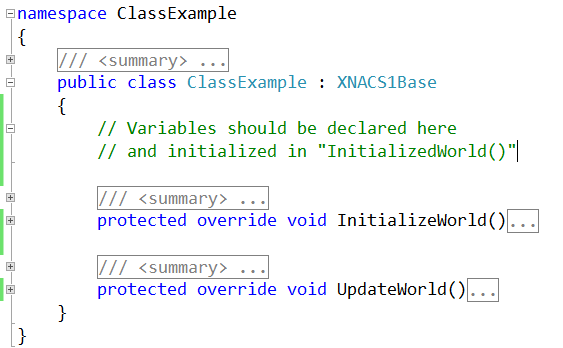 namespace ClassExample
{
/// <summary> ...
public class ClassExample : XNACS1Base
{
// Variables should be declared here
// and initialized in "InitializedWorld()"
/// <summary> ...
protected override void InitializeWorld()...
/// <summary> ...
protected override void UpdateWorld()...
}
}